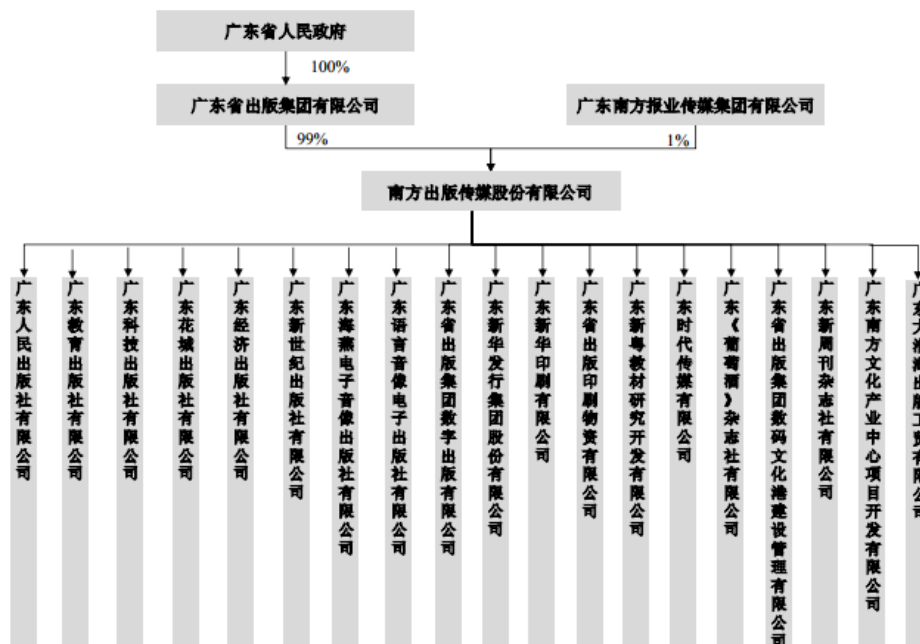 广东省人民政府
100%
广东省出版集团有限公司
广东南方报业传媒集团有限公司
99%
1%
南方出版传媒股份有限公司
广东人民出版社有限公司
广东教育出版社有限公司
广东科技出版社有限公司
广东花城出版社有限公司
广东经济出版社有限公司
广东新世纪出版社有限公司
广东海燕电子音像出版社有限公司
广东语言音像电子出版社有限公司
广东省出版集团数字出版有限公司
广东新华发行集团股份有限公司
广东新华印刷有限公司
广东省出版印刷物资有限公司
广东新粤教材研究开发有限公司
广东时代传媒有限公司
广东《葡萄酒》杂志社有限公司
广东省出版集团数码文化港建设管理有限公司
广东新周刊杂志社有限公司
广东南方文化产业中心项目开发有限公司
广东大沿海出版工贸有限公司